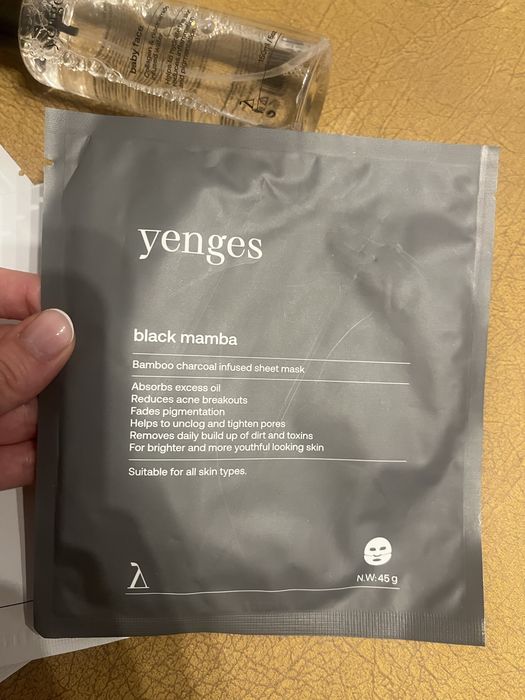 baby face
yenges
black mamba
Bamboo charcoal infused sheet mask
Absorbs excess oil
Reduces acne breakouts
Fades pigmentation
Helps to unclog and tighten pores
Removes daily build up of dirt and toxins
For brighter and more youthful looking skin
Suitable for all skin types.
N.W: 45 g